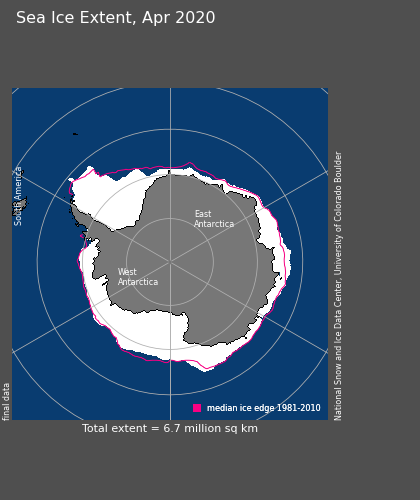 Sea Ice Extent, Apr 2020
South America
East
Antarctica
West
Antarctica
National Snow and Ice Data Center, University of Colorado Boulder
final data
median ice edge 1981-2010
Total extent = 6.7 million sq km